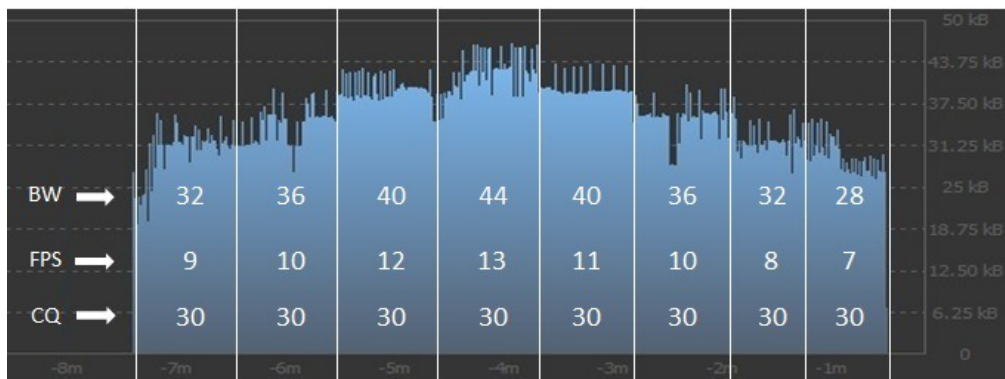 50 kB
43.75 kB
37.50 kB
31.25 kB
BW 32 36 40 44 40 36 32 28 25 kB
18.75 kB
FPS 9 10 12 13 11 10 8 7
12.50 kB
CQ 30 30 30 30 30 30 30 30 6.25 kB
0
-8m -7m -6m -5m -4m -3m -2m -1m